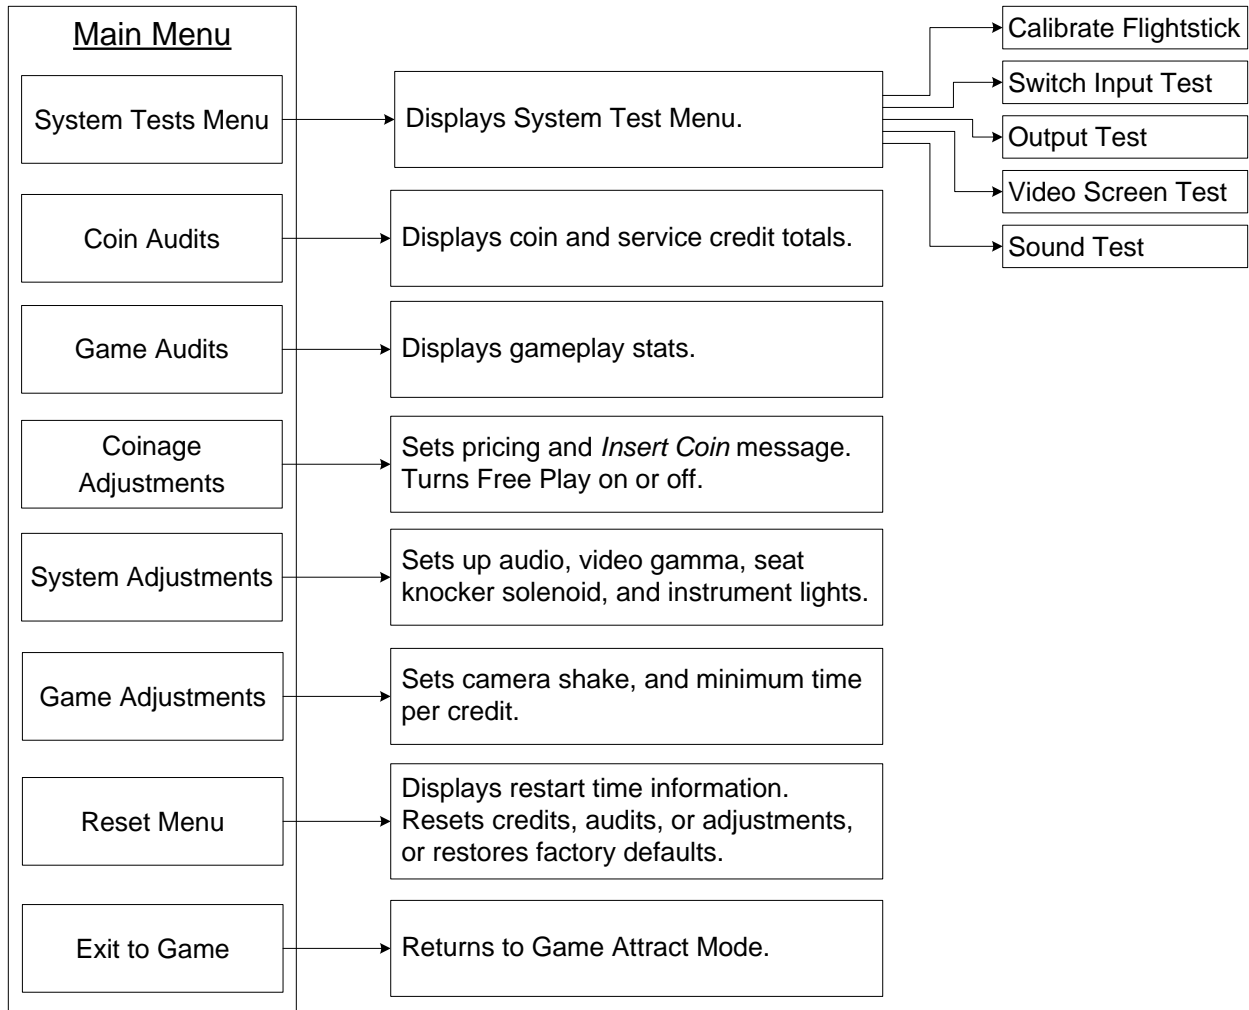 Main Menu
System Tests Menu
Displays System Test Menu.
Calibrate Flightstick
Switch Input Test
Output Test
Video Screen Test
Sound Test
Coin Audits
Displays coin and service credit totals.
Game Audits
Displays gameplay stats.
Coinage
Adjustments
Sets pricing and Insert Coin message.
Turns Free Play on or off.
System Adjustments
Sets up audio, video gamma, seat
knocker solenoid, and instrument lights.
Game Adjustments
Sets camera shake, and minimum time
per credit.
Reset Menu
Displays restart time information.
Resets credits, audits, or adjustments,
or restores factory defaults.
Exit to Game
Returns to Game Attract Mode.